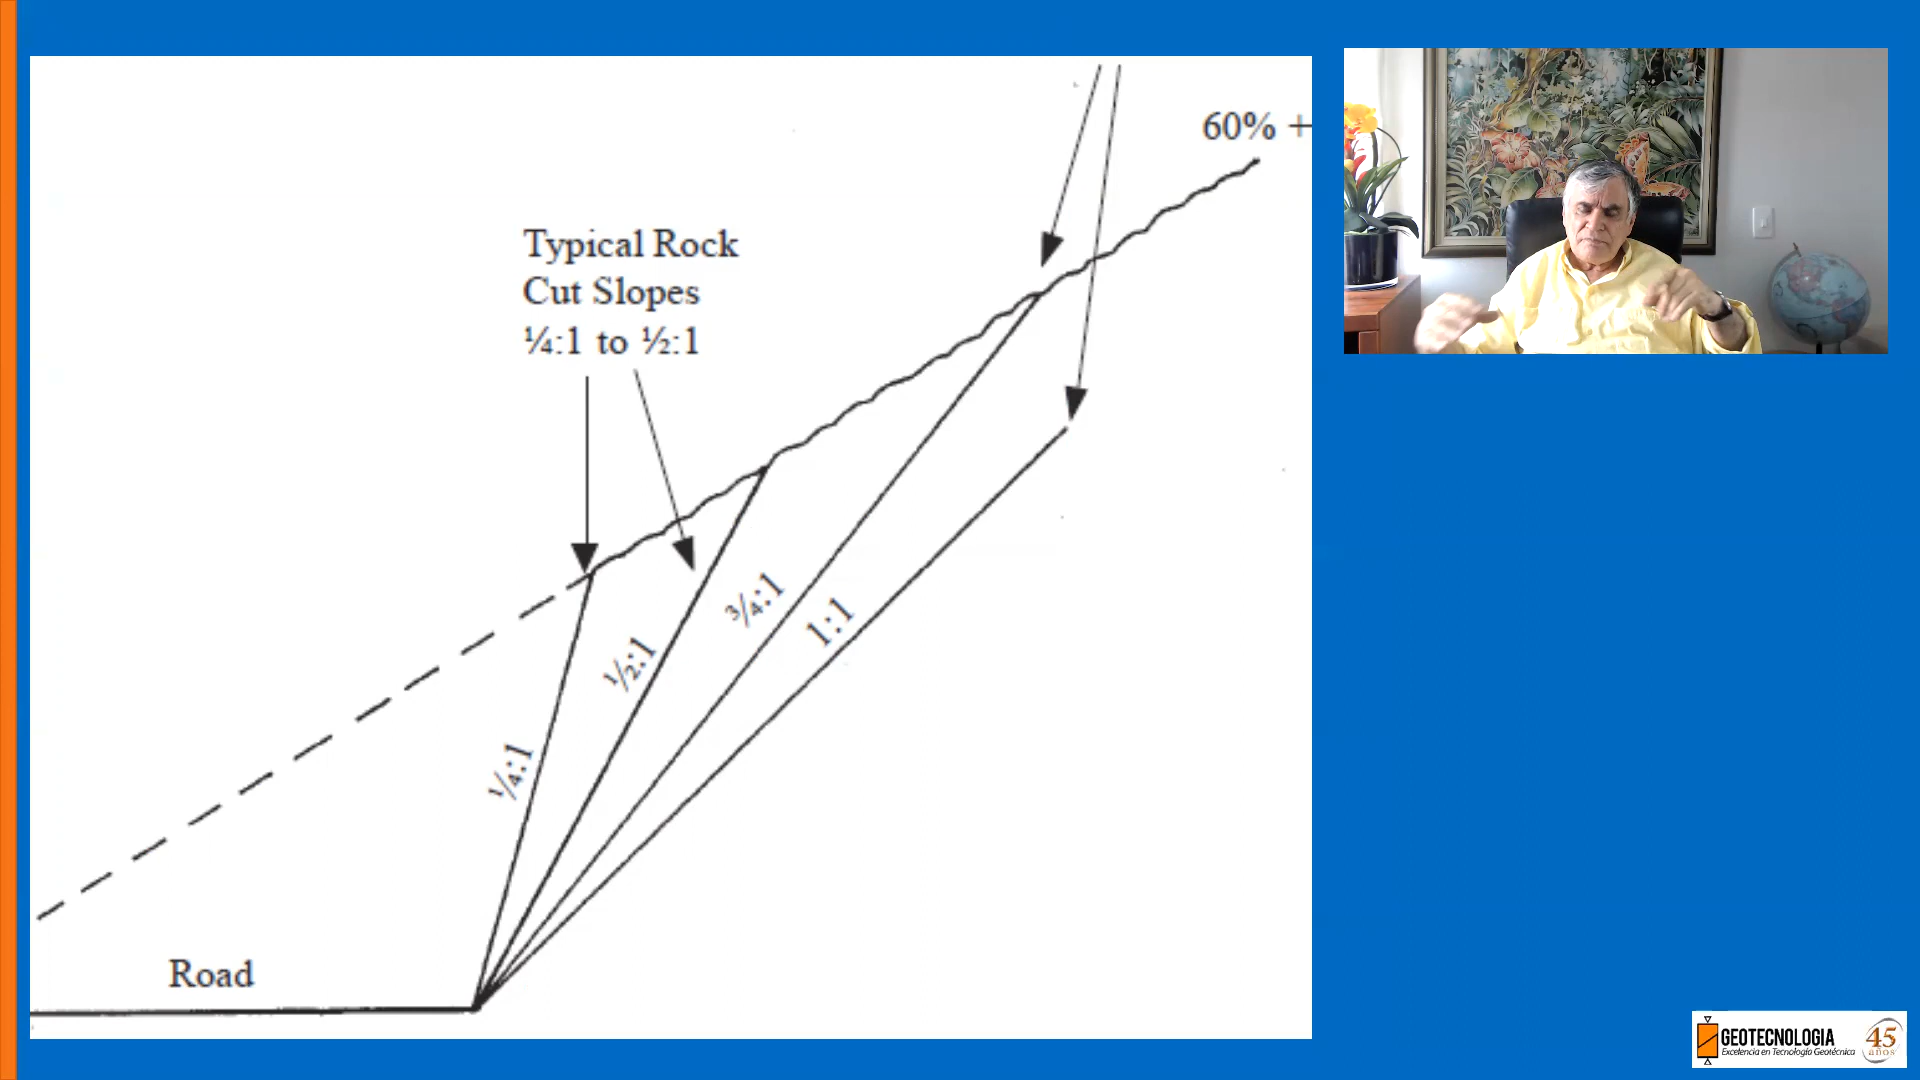 60% +
Typical Rock
Cut Slopes
¼:1 to ½:1
¾:1
1:1
½:1
¼:1
Road
GEOTECNOLOGIA
Excelencia en Tecnología Geotécnica
45
años